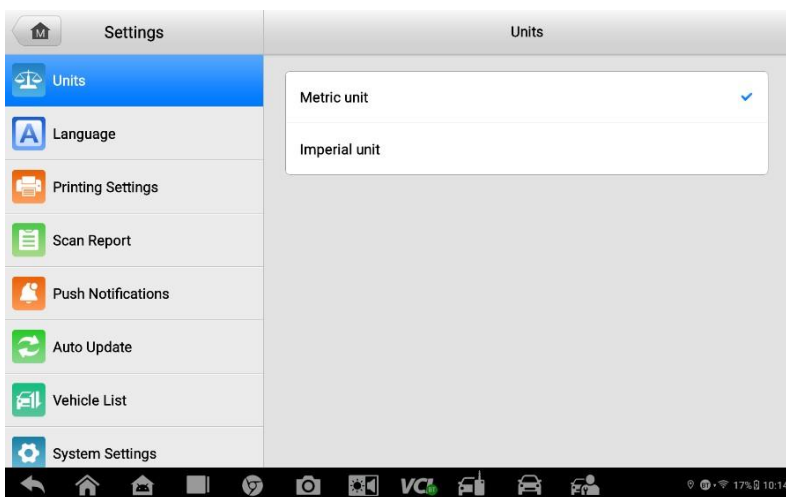 M
Settings
Units
Units
Language
Printing Settings
Scan Report
Push Notifications
Auto Update
Vehicle List
System Settings
Metric unit
Imperial unit
A
VCI
17% 10:14